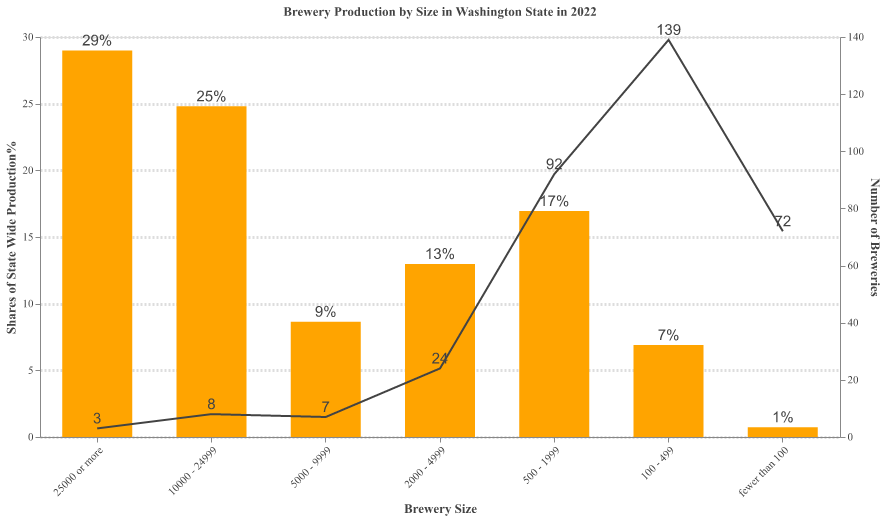 Brewery Production by Size in Washington State in 2022
Shares of State Wide Production%
30
25
20
15
10
5
0
29%
25%
9%
13%
17%
7%
1%
3
8
7
24
92
139
72
140
120
100
80
60
40
20
0
Number of Breweries
25000 or more
10000 - 24999
5000 - 9999
2000 - 4999
500 - 1999
100 - 499
fewer than 100
Brewery Size